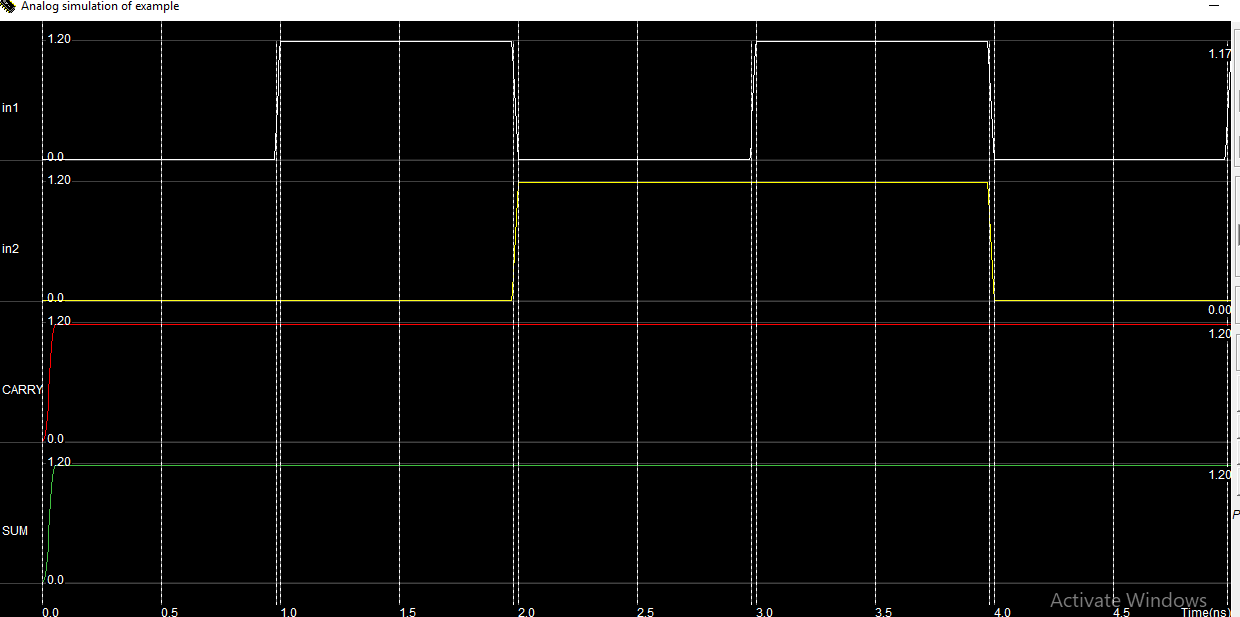 Analog simulation of example
1.20
1.17
in1
0.0
1.20
in2
0.0
0.00
1.20
1.20
CARRY
0.0
1.20
1.20
SUM
P
0.0
Activate Windows
0.0 0.5 1.0 1.5 2.0 2.5 3.0 3.5 4.0 4.5 Time(ns)